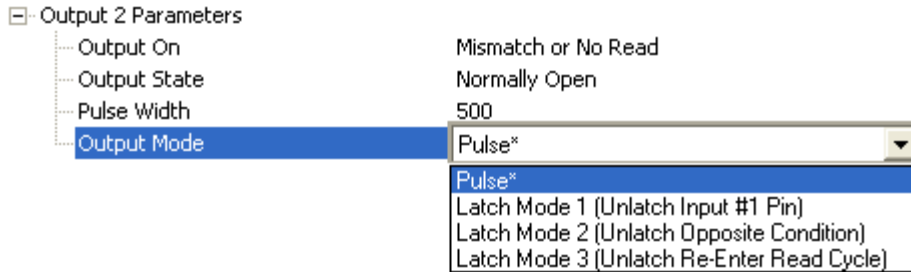 Output 2 Parameters
Output On Mismatch or No Read
Output State Normally Open
Pulse Width 500
Output Mode Pulse*
Pulse*
Latch Mode 1 (Unlatch Input #1 Pin)
Latch Mode 2 (Unlatch Opposite Condition)
Latch Mode 3 (Unlatch Re-Enter Read Cycle)